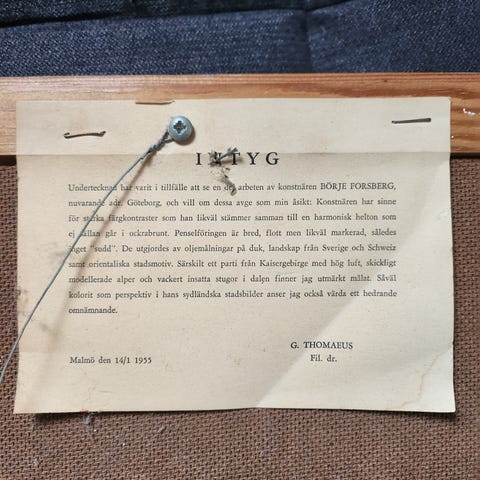 INTYG
Undertecknad har varit i tillfälle att se en del arbeten av konstnären BÖRJE FORSBERG,
nuvarande adr. Göteborg, och vill om dessa avge som min åsikt: Konstnären har sinne
för starka färgkontraster som han likväl stämmer samman till en harmonisk helton som
ej sällan går i ockrabrunt. Penselföringen är bred, flott men likväl markerad, således
inget "sudd". De utgjordes av oljemålningar på duk, landskap från Sverige och Schweiz
samt orientaliska stadsmotiv. Särskilt ett parti från Kaisergebirge med hög luft, skickligt
modellerade alper och vackert insatta stugor i dalen finner jag utmärkt målat. Såväl
kolorit som perspektiv i hans sydländska stadsbilder anser jag också värda ett hedrande
omnämnande.
G. THOMAEUS
Malmö den 14/1 1955 Fil. dr.